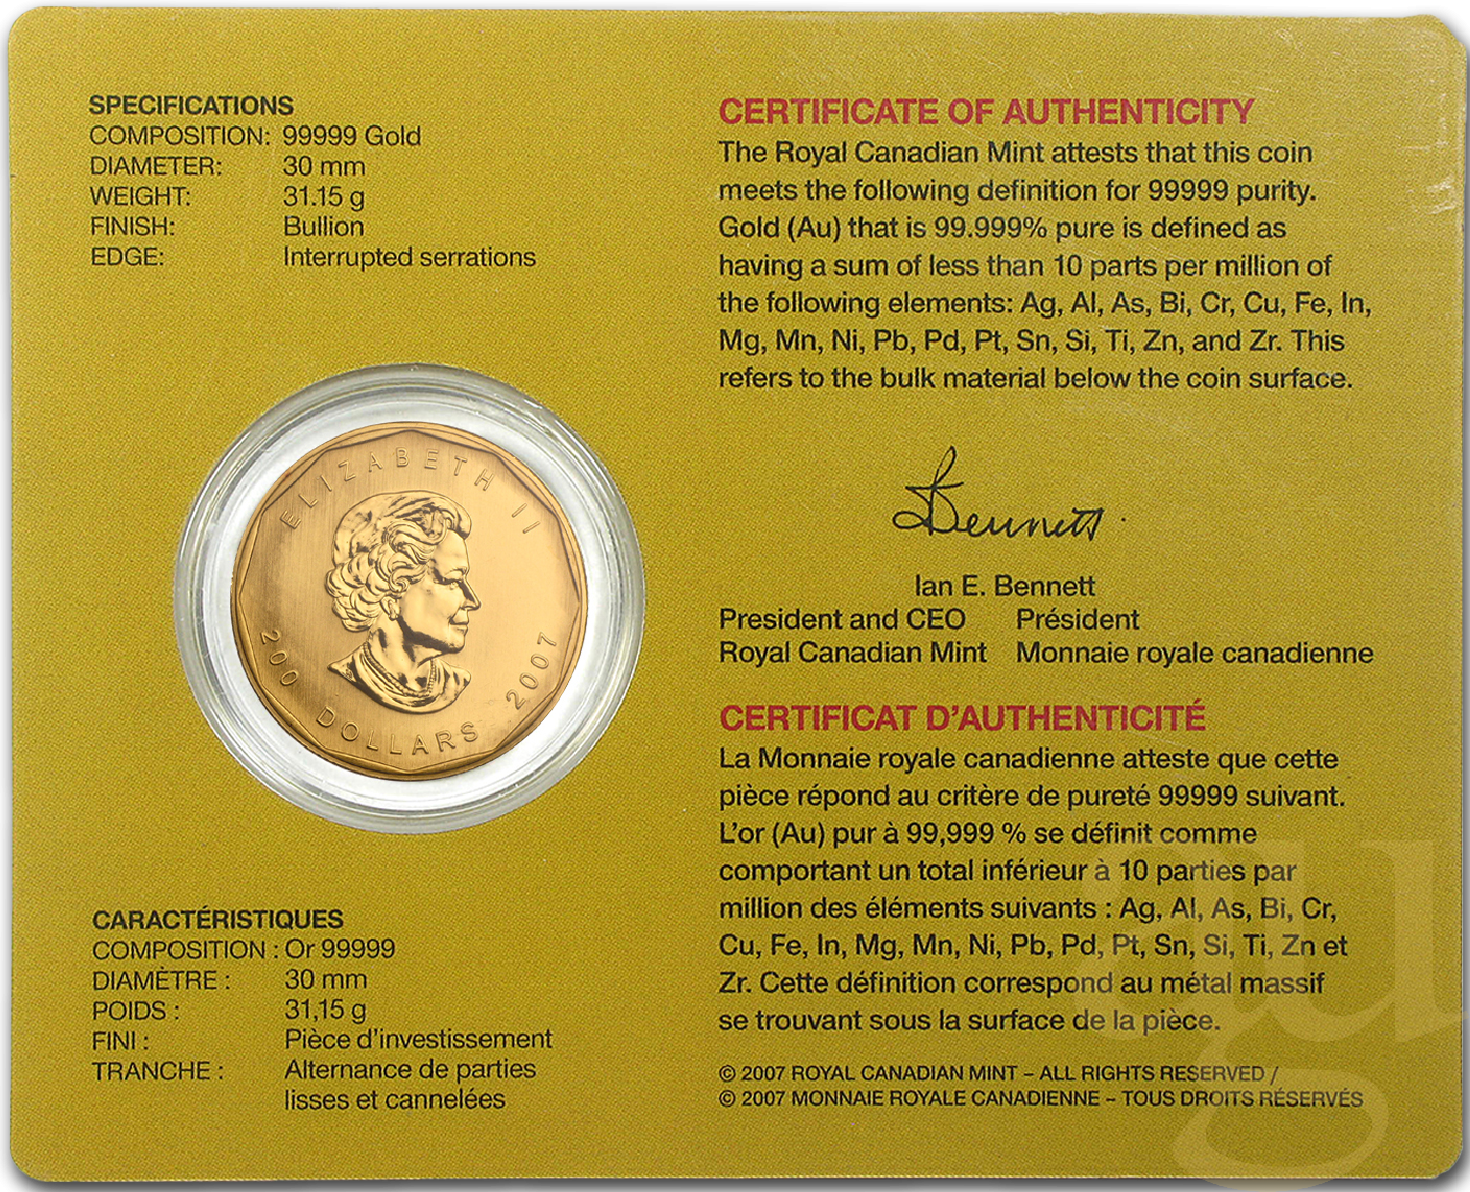 SPECIFICATIONS
COMPOSITION: 99999 Gold
DIAMETER: 30 mm
WEIGHT: 31.15 g
FINISH: Bullion
EDGE: Interrupted serrations
ELIZABETH II
200 DOLLARS 2007
CARACTÉRISTIQUES
COMPOSITION : Or 99999
DIAMÈTRE : 30 mm
POIDS : 31,15 g
FINI : Pièce d'investissement
TRANCHE : Alternance de parties
lisses et cannelées
CERTIFICATE OF AUTHENTICITY
The Royal Canadian Mint attests that this coin
meets the following definition for 99999 purity.
Gold (Au) that is 99.999% pure is defined as
having a sum of less than 10 parts per million of
the following elements: Ag, Al, As, Bi, Cr, Cu, Fe, In,
Mg, Mn, Ni, Pb, Pd, Pt, Sn, Si, Ti, Zn, and Zr. This
refers to the bulk material below the coin surface.
Bennett
Ian E. Bennett
President and CEO Président
Royal Canadian Mint Monnaie royale canadienne
CERTIFICAT D'AUTHENTICITÉ
La Monnaie royale canadienne atteste que cette
pièce répond au critère de pureté 99999 suivant.
L'or (Au) pur à 99,999 % se définit comme
comportant un total inférieur à 10 parties par
million des éléments suivants : Ag, Al, As, Bi, Cr,
Cu, Fe, In, Mg, Mn, Ni, Pb, Pd, Pt, Sn, Si, Ti, Zn et
Zr. Cette définition correspond au métal massif
se trouvant sous la surface de la pièce.
© 2007 ROYAL CANADIAN MINT – ALL RIGHTS RESERVED /
© 2007 MONNAIE ROYALE CANADIENNE – TOUS DROITS RÉSERVÉS